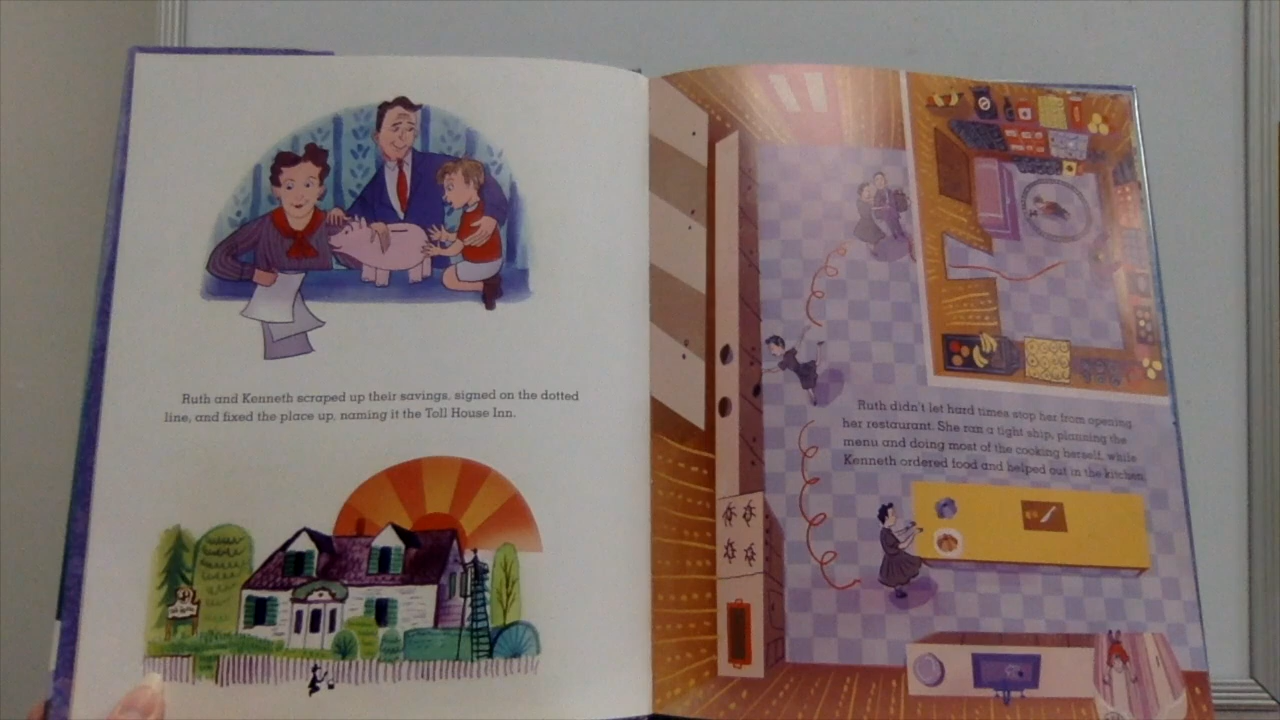 Ruth and Kenneth scraped up their savings, signed on the dotted
line, and fixed the place up, naming it the Toll House Inn.
Ruth didn't let hard times stop her from opening
her restaurant. She ran a tight ship, planning the
menu and doing most of the cooking herself, while
Kenneth ordered food and helped out in the kitchen.